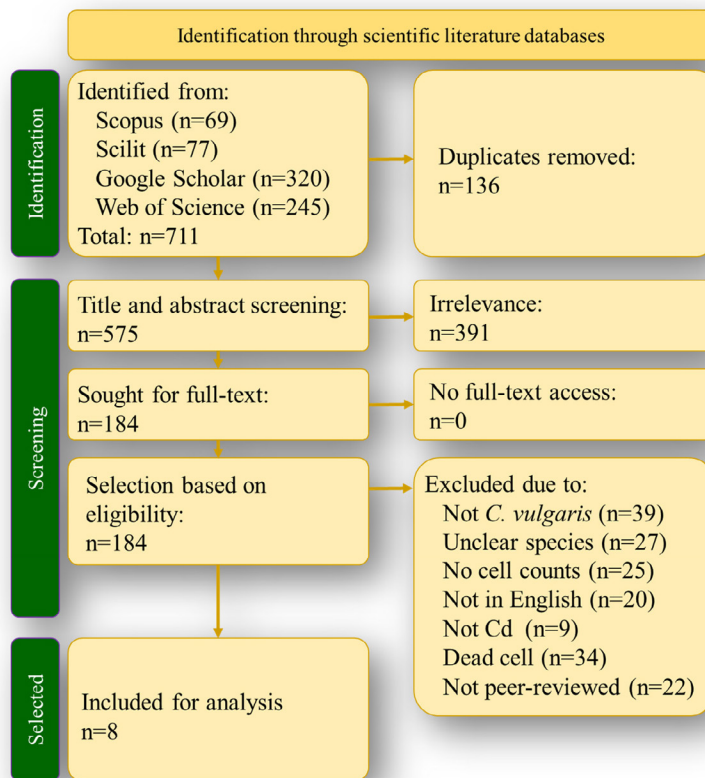 Identification through scientific literature databases
Identification
Identified from:
Scopus (n=69)
Scilit (n=77)
Google Scholar (n=320)
Web of Science (n=245)
Total: n=711
Duplicates removed:
n=136
Screening
Title and abstract screening:
n=575
Irrelevance:
n=391
Sought for full-text:
n=184
No full-text access:
n=0
Selection based on
eligibility:
n=184
Excluded due to:
Not C. vulgaris (n=39)
Unclear species (n=27)
No cell counts (n=25)
Not in English (n=20)
Not Cd (n=9)
Dead cell (n=34)
Not peer-reviewed (n=22)
Selected
Included for analysis
n=8